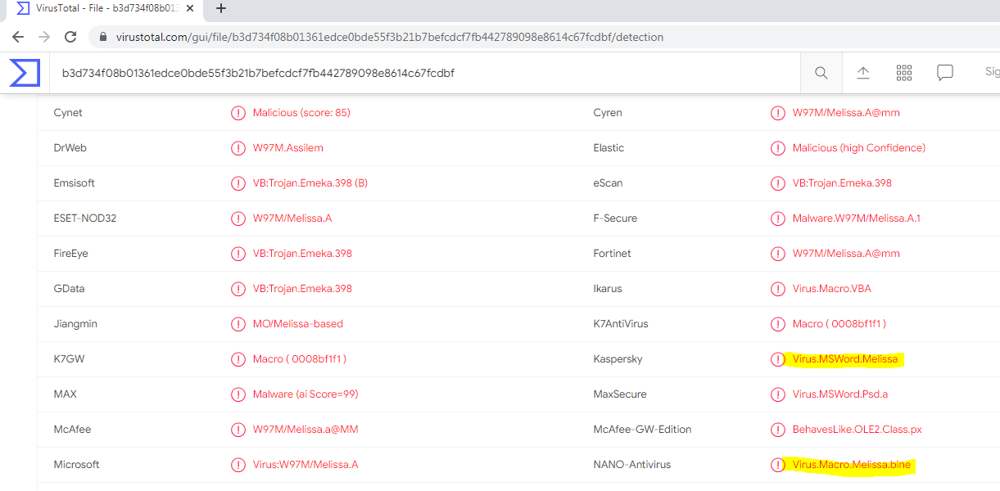 VirusTotal - File - b3d734f08b013
virustotal.com/gui/file/b3d734f08b01361edce0bde55f3b21b7befcdcf7fb442789098e8614c67fcdbf/detection
b3d734f08b01361edce0bde55f3b21b7befcdcf7fb442789098e8614c67fcdbf Sig
Cynet Malicious (score: 85) Cyren W97M/Melissa.A@mm
DrWeb W97M.Assilem Elastic Malicious (high Confidence)
Emsisoft VB:Trojan.Emeka.398 (B) eScan VB:Trojan.Emeka.398
ESET-NOD32 W97M/Melissa.A F-Secure Malware.W97M/Melissa.A.1
FireEye VB:Trojan.Emeka.398 Fortinet W97M/Melissa.A@mm
GData VB:Trojan.Emeka.398 Ikarus Virus.Macro.VBA
Jiangmin MO/Melissa-based K7AntiVirus Macro ( 0008bf1f1 )
K7GW Macro ( 0008bf1f1 ) Kaspersky Virus.MSWord.Melissa
MAX Malware (ai Score=99) MaxSecure Virus.MSWord.Psd.a
McAfee W97M/Melissa.a@MM McAfee-GW-Edition BehavesLike.OLE2.Class.px
Microsoft Virus:W97M/Melissa.A NANO-Antivirus Virus.Macro.Melissa.bine